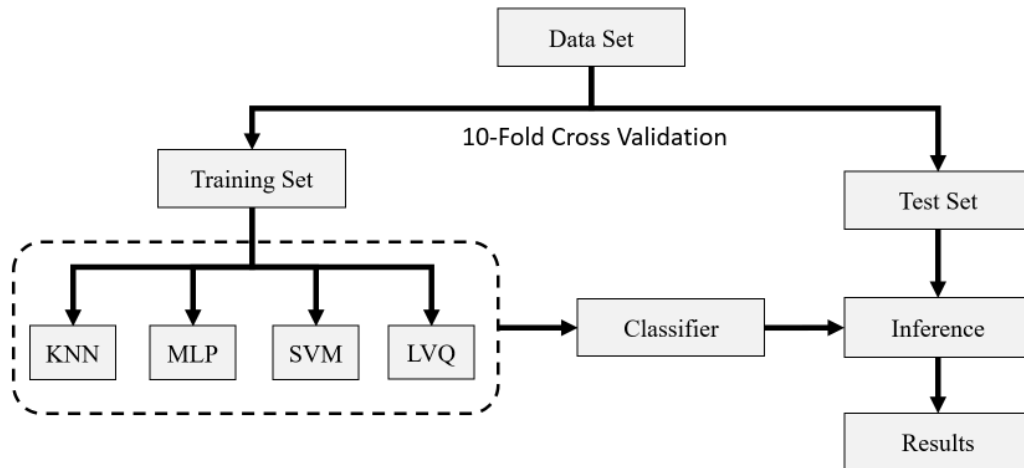 Data Set
10-Fold Cross Validation
Training Set
Test Set
KNN
MLP
SVM
LVQ
Classifier
Inference
Results